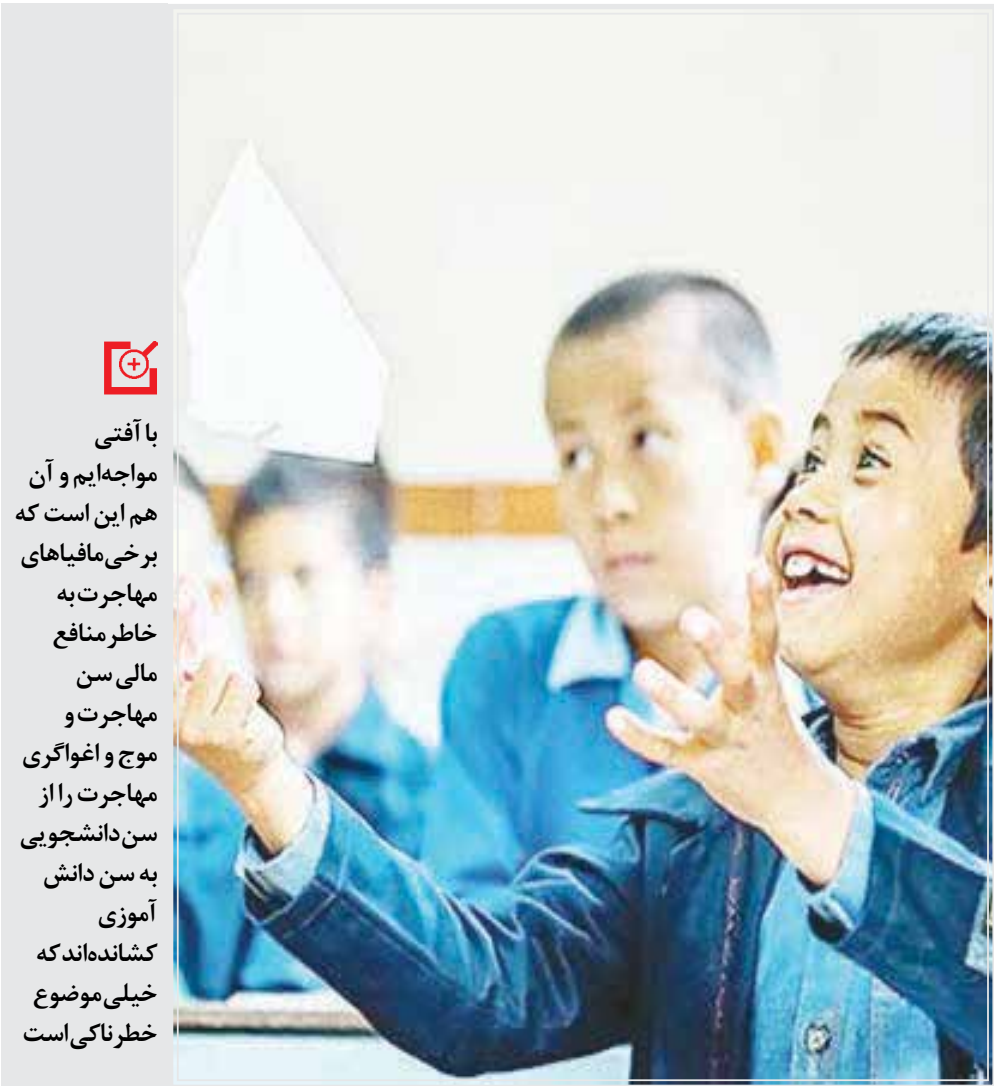 با آفتی
مواجه‌ایم و آن
هم این است که
برخی مافیاهای
مهاجرت به
خاطر منافع
مالی سن
مهاجرت و
موج و اغواگری
مهاجرت را از
سن دانشجویی
به سن دانش
آموزی
کشانده‌اند که
خیلی موضوع
خطرناکی است